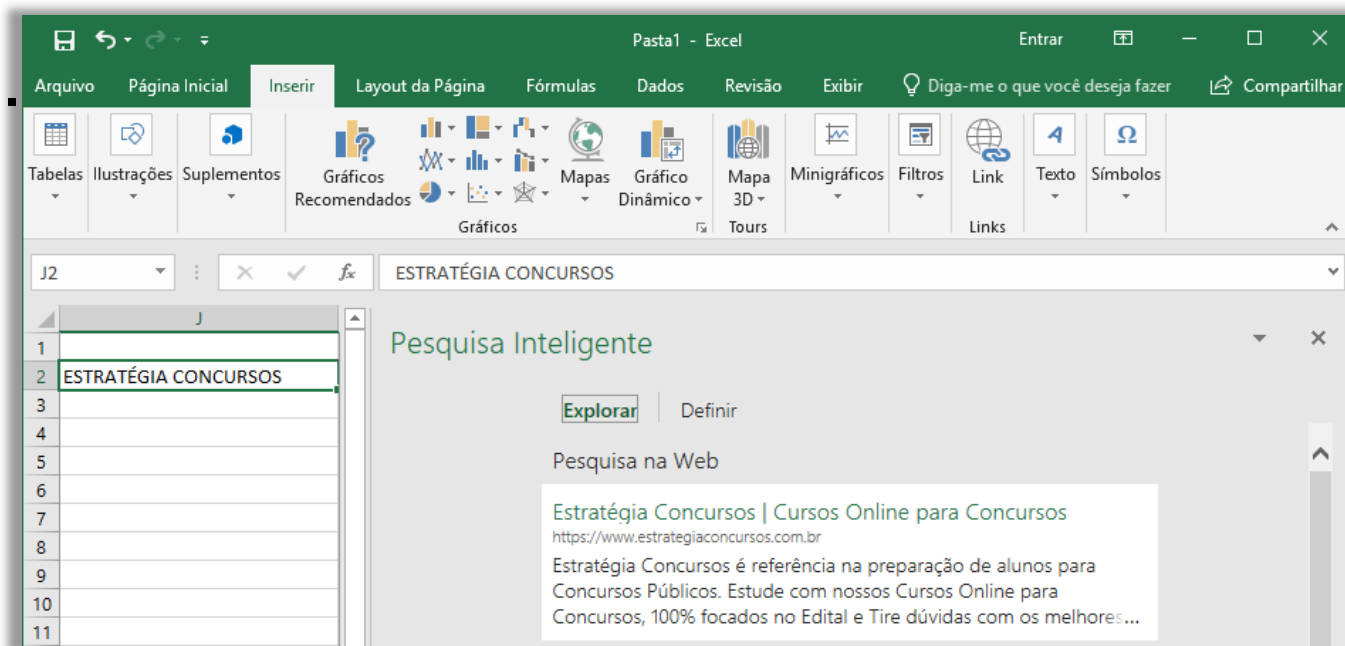 Pasta1 - Excel Entrar
Arquivo Página Inicial Inserir Layout da Página Fórmulas Dados Revisão Exibir Diga-me o que você deseja fazer Compartilhar
Tabelas Ilustrações Suplementos Gráficos Recomendados Mapas Gráfico Dinâmico Mapa 3D Minigráficos Filtros Link Texto Símbolos
Gráficos Tours Links
J2 fx ESTRATÉGIA CONCURSOS
J
1
2 ESTRATÉGIA CONCURSOS
3
4
5
6
7
8
9
10
11
Pesquisa Inteligente
Explorar Definir
Pesquisa na Web
Estratégia Concursos | Cursos Online para Concursos
https://www.estrategiaconcursos.com.br
Estratégia Concursos é referência na preparação de alunos para
Concursos Públicos. Estude com nossos Cursos Online para
Concursos, 100% focados no Edital e Tire dúvidas com os melhores...